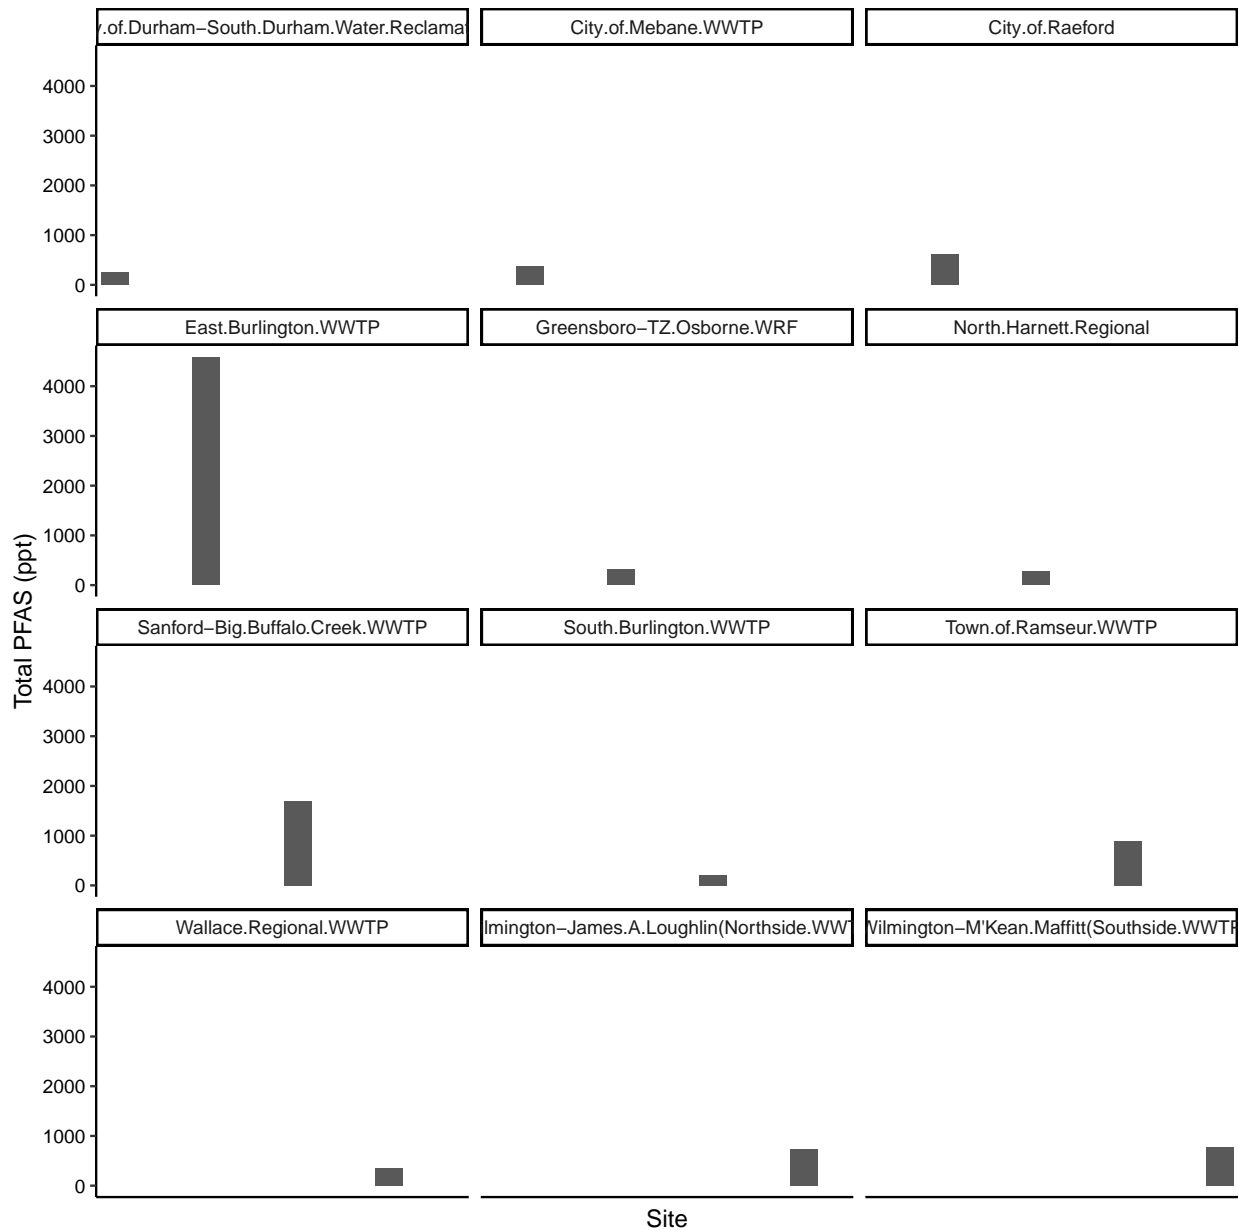 y.of.Durham−South.Durham.Water.Reclamat
City.of.Mebane.WWTP
City.of.Raeford
4000
3000
2000
1000
0
East.Burlington.WWTP
Greensboro−TZ.Osborne.WRF
North.Harnett.Regional
4000
3000
2000
1000
0
Total PFAS (ppt)
Sanford−Big.Buffalo.Creek.WWTP
South.Burlington.WWTP
Town.of.Ramseur.WWTP
4000
3000
2000
1000
0
Wallace.Regional.WWTP
lmington−James.A.Loughlin(Northside.WWT
Wilmington−M'Kean.Maffitt(Southside.WWTP
4000
3000
2000
1000
0
Site